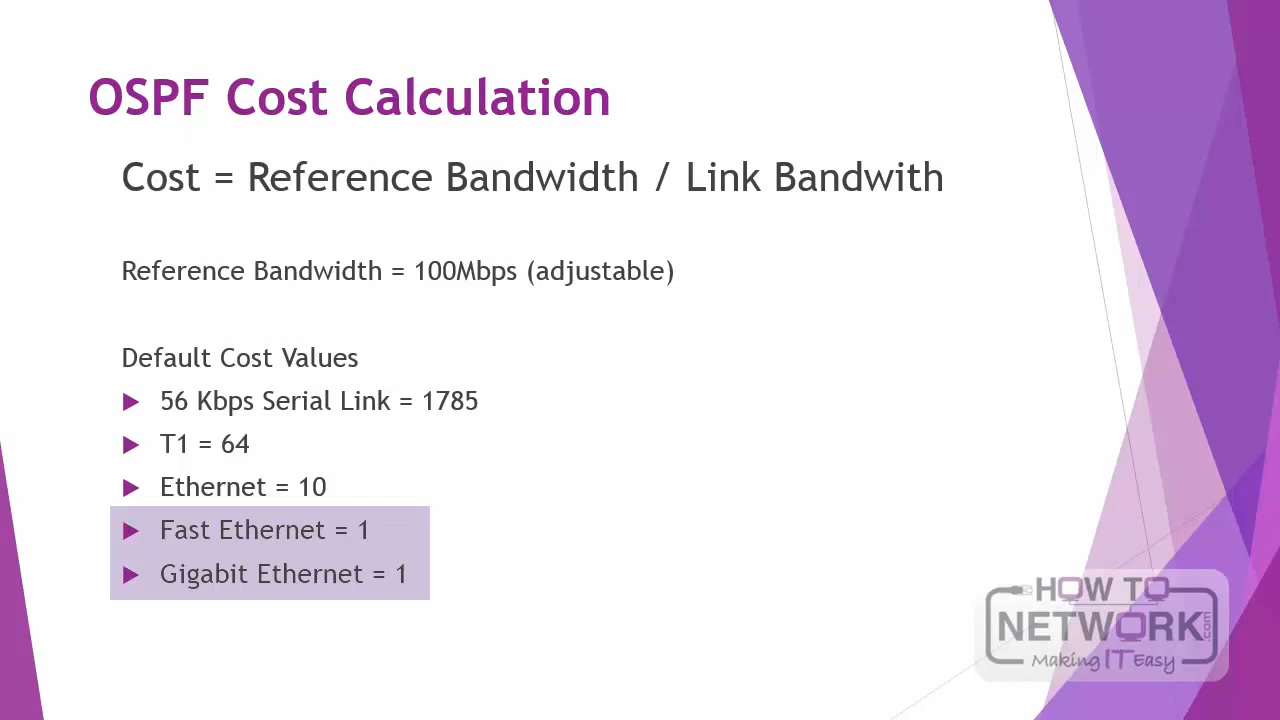 OSPF Cost Calculation
Cost = Reference Bandwidth / Link Bandwith
Reference Bandwidth = 100Mbps (adjustable)
Default Cost Values
56 Kbps Serial Link = 1785
T1 = 64
Ethernet = 10
Fast Ethernet = 1
Gigabit Ethernet = 1
HOW TO
NETWORK.com
Making IT Easy